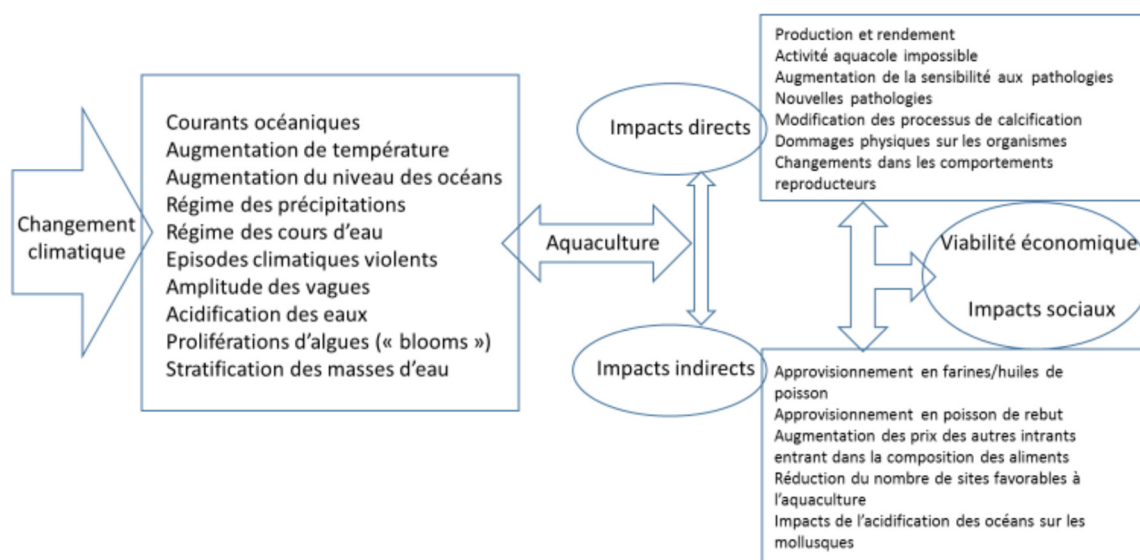 Changement
climatique
Courants océaniques
Augmentation de température
Augmentation du niveau des océans
Régime des précipitations
Régime des cours d'eau
Episodes climatiques violents
Amplitude des vagues
Acidification des eaux
Proliférations d'algues (« blooms »)
Stratification des masses d'eau
Aquaculture
Impacts directs
Production et rendement
Activité aquacole impossible
Augmentation de la sensibilité aux pathologies
Nouvelles pathologies
Modification des processus de calcification
Dommages physiques sur les organismes
Changements dans les comportements
reproducteurs
Viabilité économique
Impacts sociaux
Impacts indirects
Approvisionnement en farines/huiles de
poisson
Approvisionnement en poisson de rebut
Augmentation des prix des autres intrants
entrant dans la composition des aliments
Réduction du nombre de sites favorables à
l'aquaculture
Impacts de l'acidification des océans sur les
mollusques